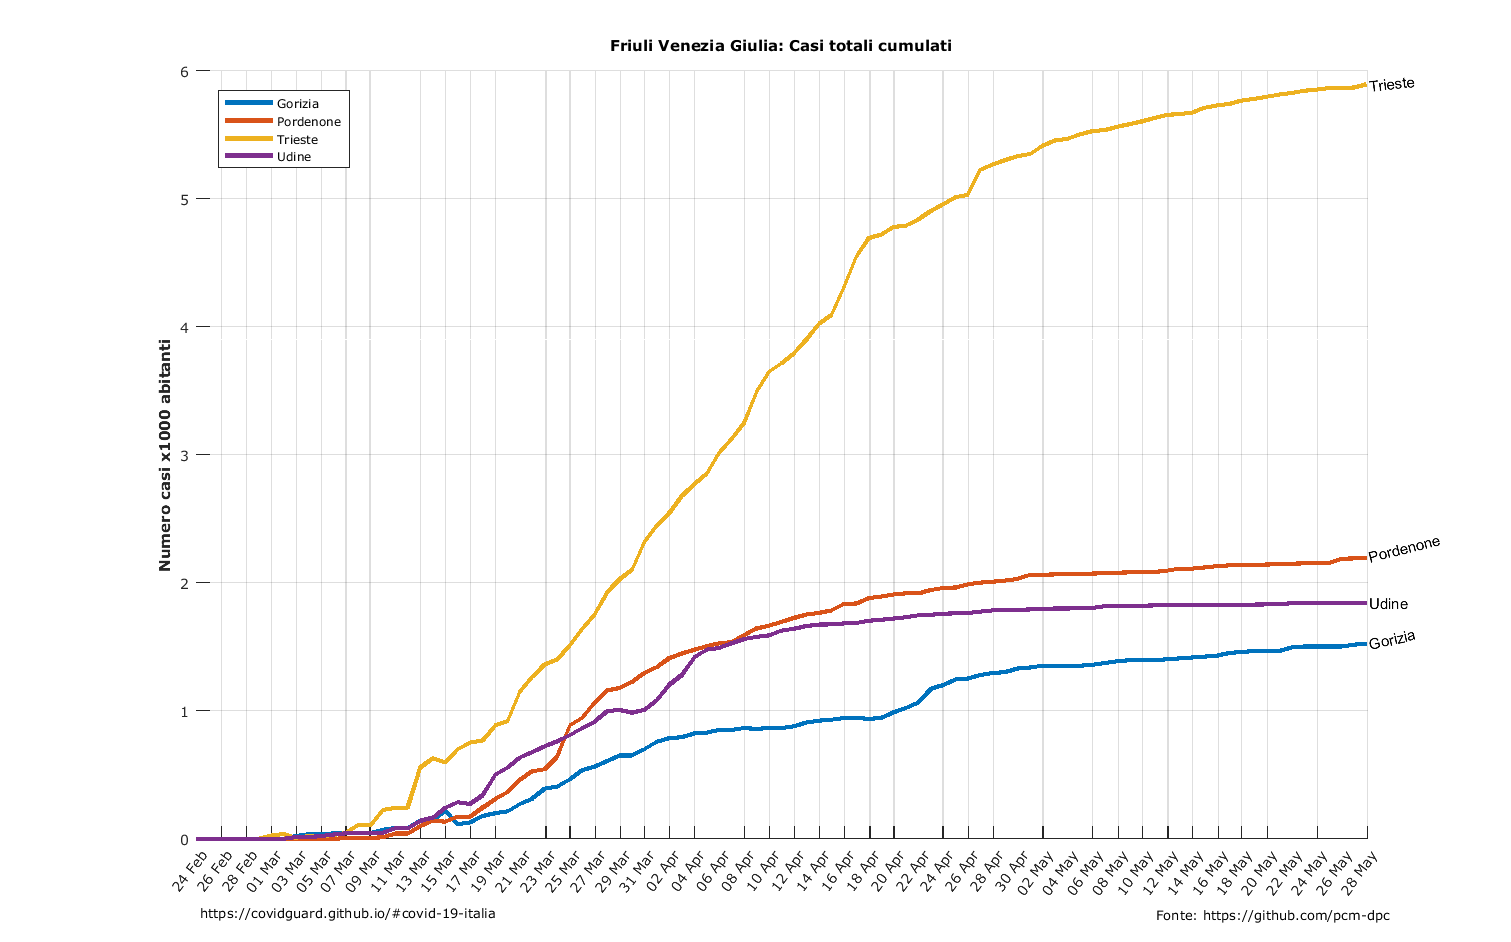 Friuli Venezia Giulia: Casi totali cumulati
Gorizia
Pordenone
Trieste
Udine
Numero casi x1000 abitanti
6
5
4
3
2
1
0
Trieste
Pordenone
Udine
Gorizia
24 Feb
26 Feb
28 Feb
01 Mar
03 Mar
05 Mar
07 Mar
09 Mar
11 Mar
13 Mar
15 Mar
17 Mar
19 Mar
21 Mar
23 Mar
25 Mar
27 Mar
29 Mar
31 Mar
02 Apr
04 Apr
06 Apr
08 Apr
10 Apr
12 Apr
14 Apr
16 Apr
18 Apr
20 Apr
22 Apr
24 Apr
26 Apr
28 Apr
30 Apr
02 May
04 May
06 May
08 May
10 May
12 May
14 May
16 May
18 May
20 May
22 May
24 May
26 May
28 May
https://covidguard.github.io/#covid-19-italia
Fonte: https://github.com/pcm-dpc